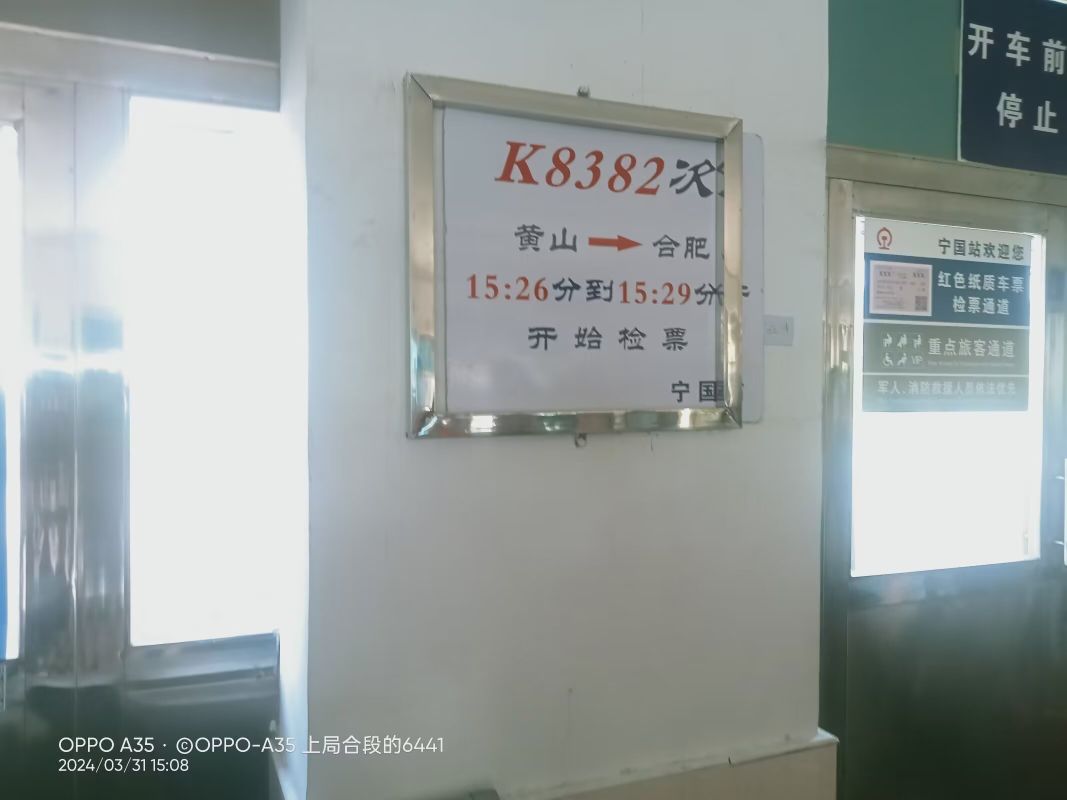 K8382次
黄山→合肥
15:26分到15:29分
开始检票
宁国
开车前
停止
宁国站欢迎您
红色纸质车票
检票通道
重点旅客通道
VIP
军人、消防救援人员依法优先
OPPO A35 · ©OPPO-A35 上局合段的6441
2024/03/31 15:08